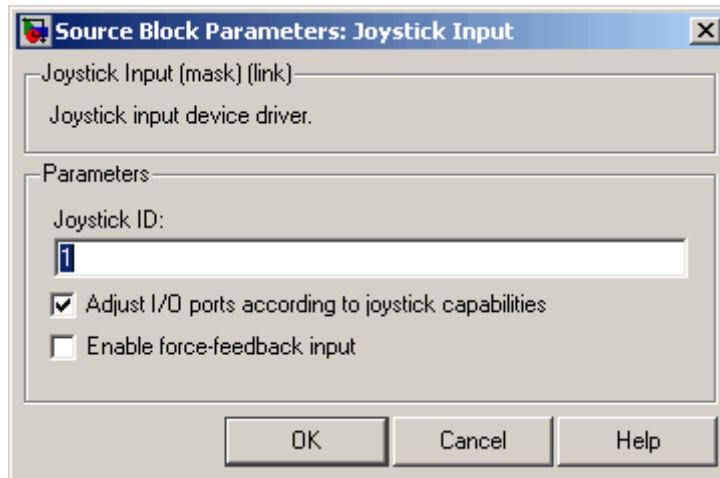 Source Block Parameters: Joystick Input
Joystick Input (mask) (link)
Joystick input device driver.
Parameters
Joystick ID:
1
Adjust I/O ports according to joystick capabilities
Enable force-feedback input
OK Cancel Help